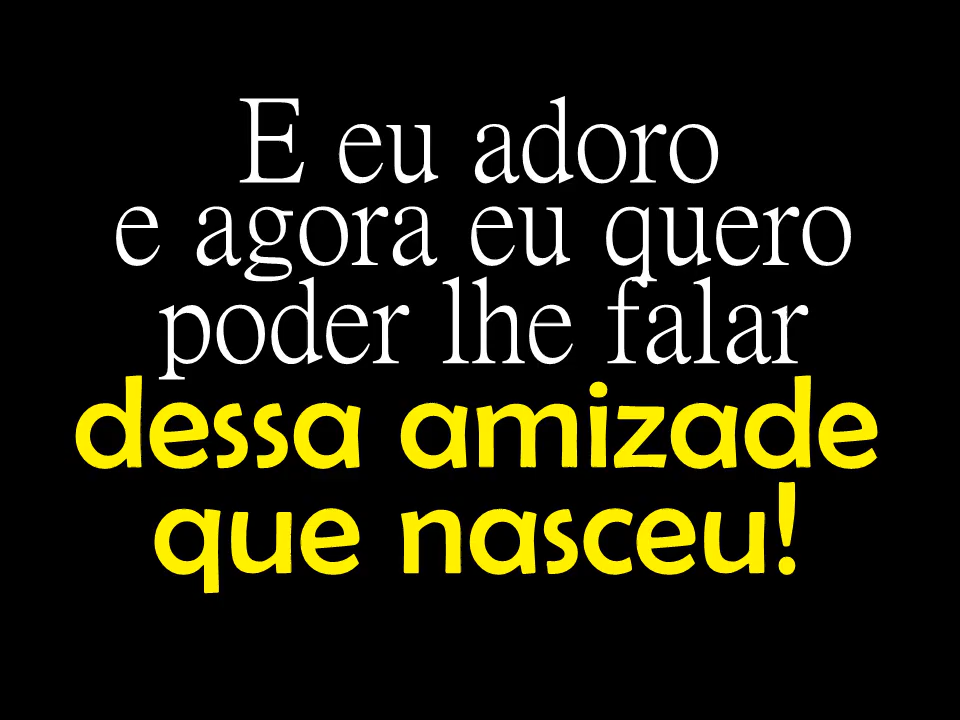 E eu adoro
e agora eu quero
poder lhe falar
dessa amizade
que nasceu!